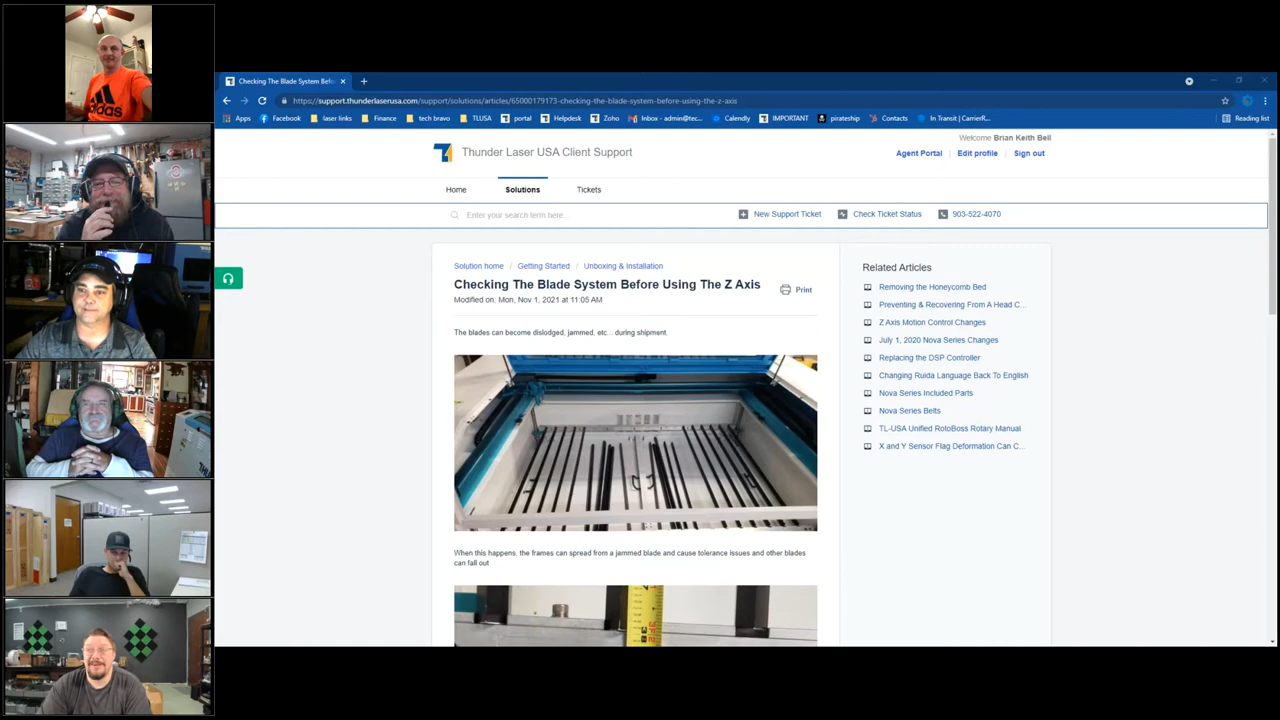 adidas
Checking The Blade System Befo
https://support.thunderlaserusa.com/support/solutions/articles/65000179173-checking-the-blade-system-before-using-the-z-axis
Apps Facebook laser links Finance tech bravo TLUSA portal Helpdesk Zoho Inbox - admin@tec... Calendly IMPORTANT pirateship Contacts In Transit | CarrierR... Reading list
Welcome Brian Keith Bell
Thunder Laser USA Client Support
Agent Portal Edit profile Sign out
Home Solutions Tickets
Enter your search term here...
New Support Ticket Check Ticket Status 903-522-4070
Solution home / Getting Started / Unboxing & Installation
Checking The Blade System Before Using The Z Axis
Print
Modified on: Mon, Nov 1, 2021 at 11:05 AM
The blades can become dislodged, jammed, etc... during shipment.
When this happens, the frames can spread from a jammed blade and cause tolerance issues and other blades
can fall out
Related Articles
Removing the Honeycomb Bed
Preventing & Recovering From A Head C...
Z Axis Motion Control Changes
July 1, 2020 Nova Series Changes
Replacing the DSP Controller
Changing Ruida Language Back To English
Nova Series Included Parts
Nova Series Belts
TL-USA Unified RotoBoss Rotary Manual
X and Y Sensor Flag Deformation Can C...